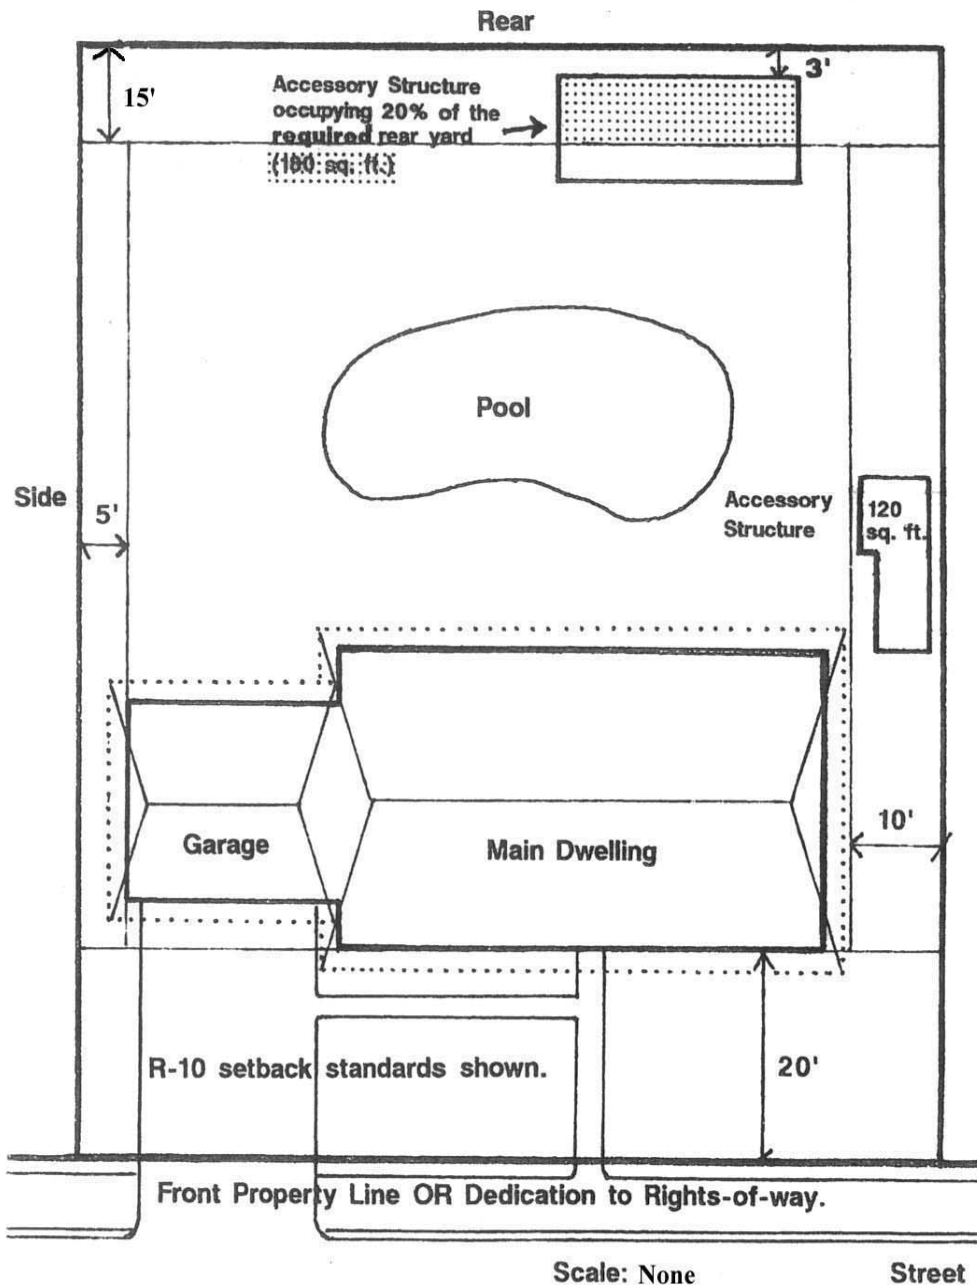 Rear
3'
15'
Accessory Structure
occupying 20% of the
required rear yard
(180 sq. ft.)
Pool
Side
5'
Accessory
Structure
120
sq. ft.
10'
Garage
Main Dwelling
20'
R-10 setback standards shown.
Front Property Line OR Dedication to Rights-of-way.
Scale: None
Street